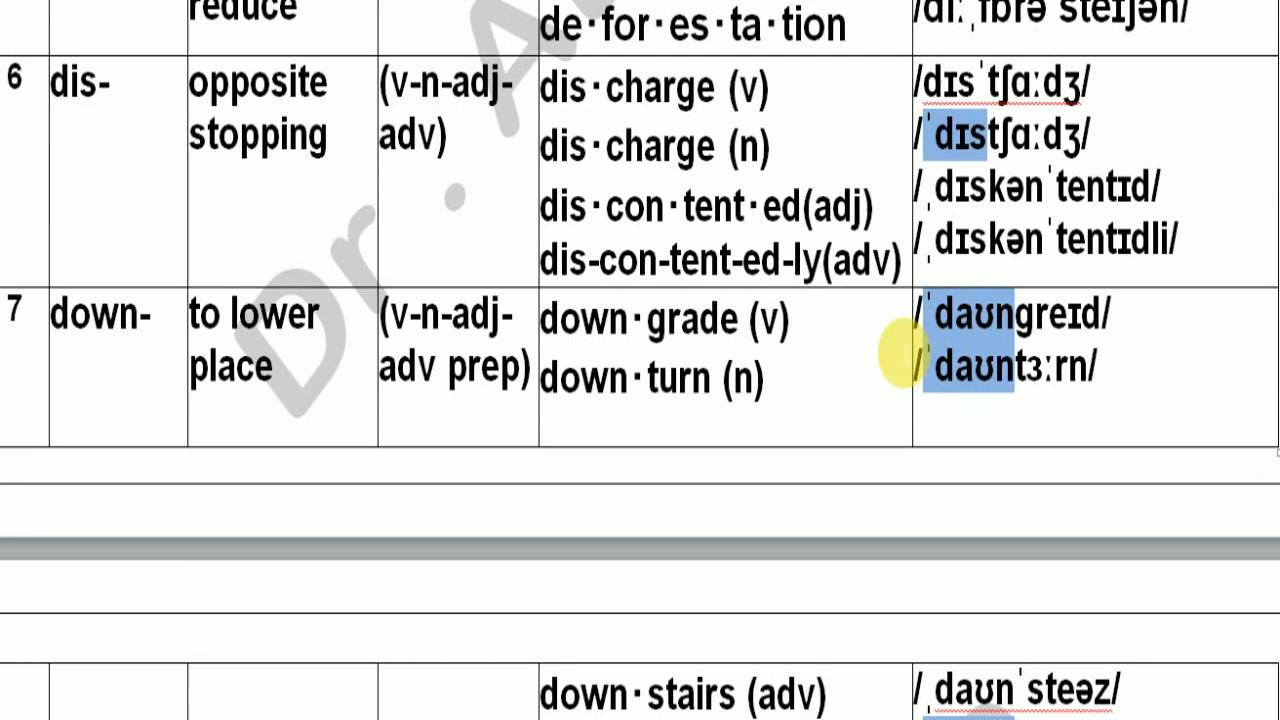 reduce
de·for·es·ta·tion
/diːˌfɒrəˈsteɪʃən/
6 dis- opposite stopping (v-n-adj-adv)
dis·charge (v) /dɪsˈtʃɑːdʒ/
dis·charge (n) /ˈdɪstʃɑːdʒ/
dis·con·tent·ed(adj) /ˌdɪskənˈtentɪd/
dis-con-tent-ed-ly(adv) /ˌdɪskənˈtentɪdli/
7 down- to lower place (v-n-adj-adv prep)
down·grade (v) /ˈdaʊngreɪd/
down·turn (n) /ˈdaʊntɜːrn/
down·stairs (adv) /ˌdaʊnˈsteəz/
Dr. A